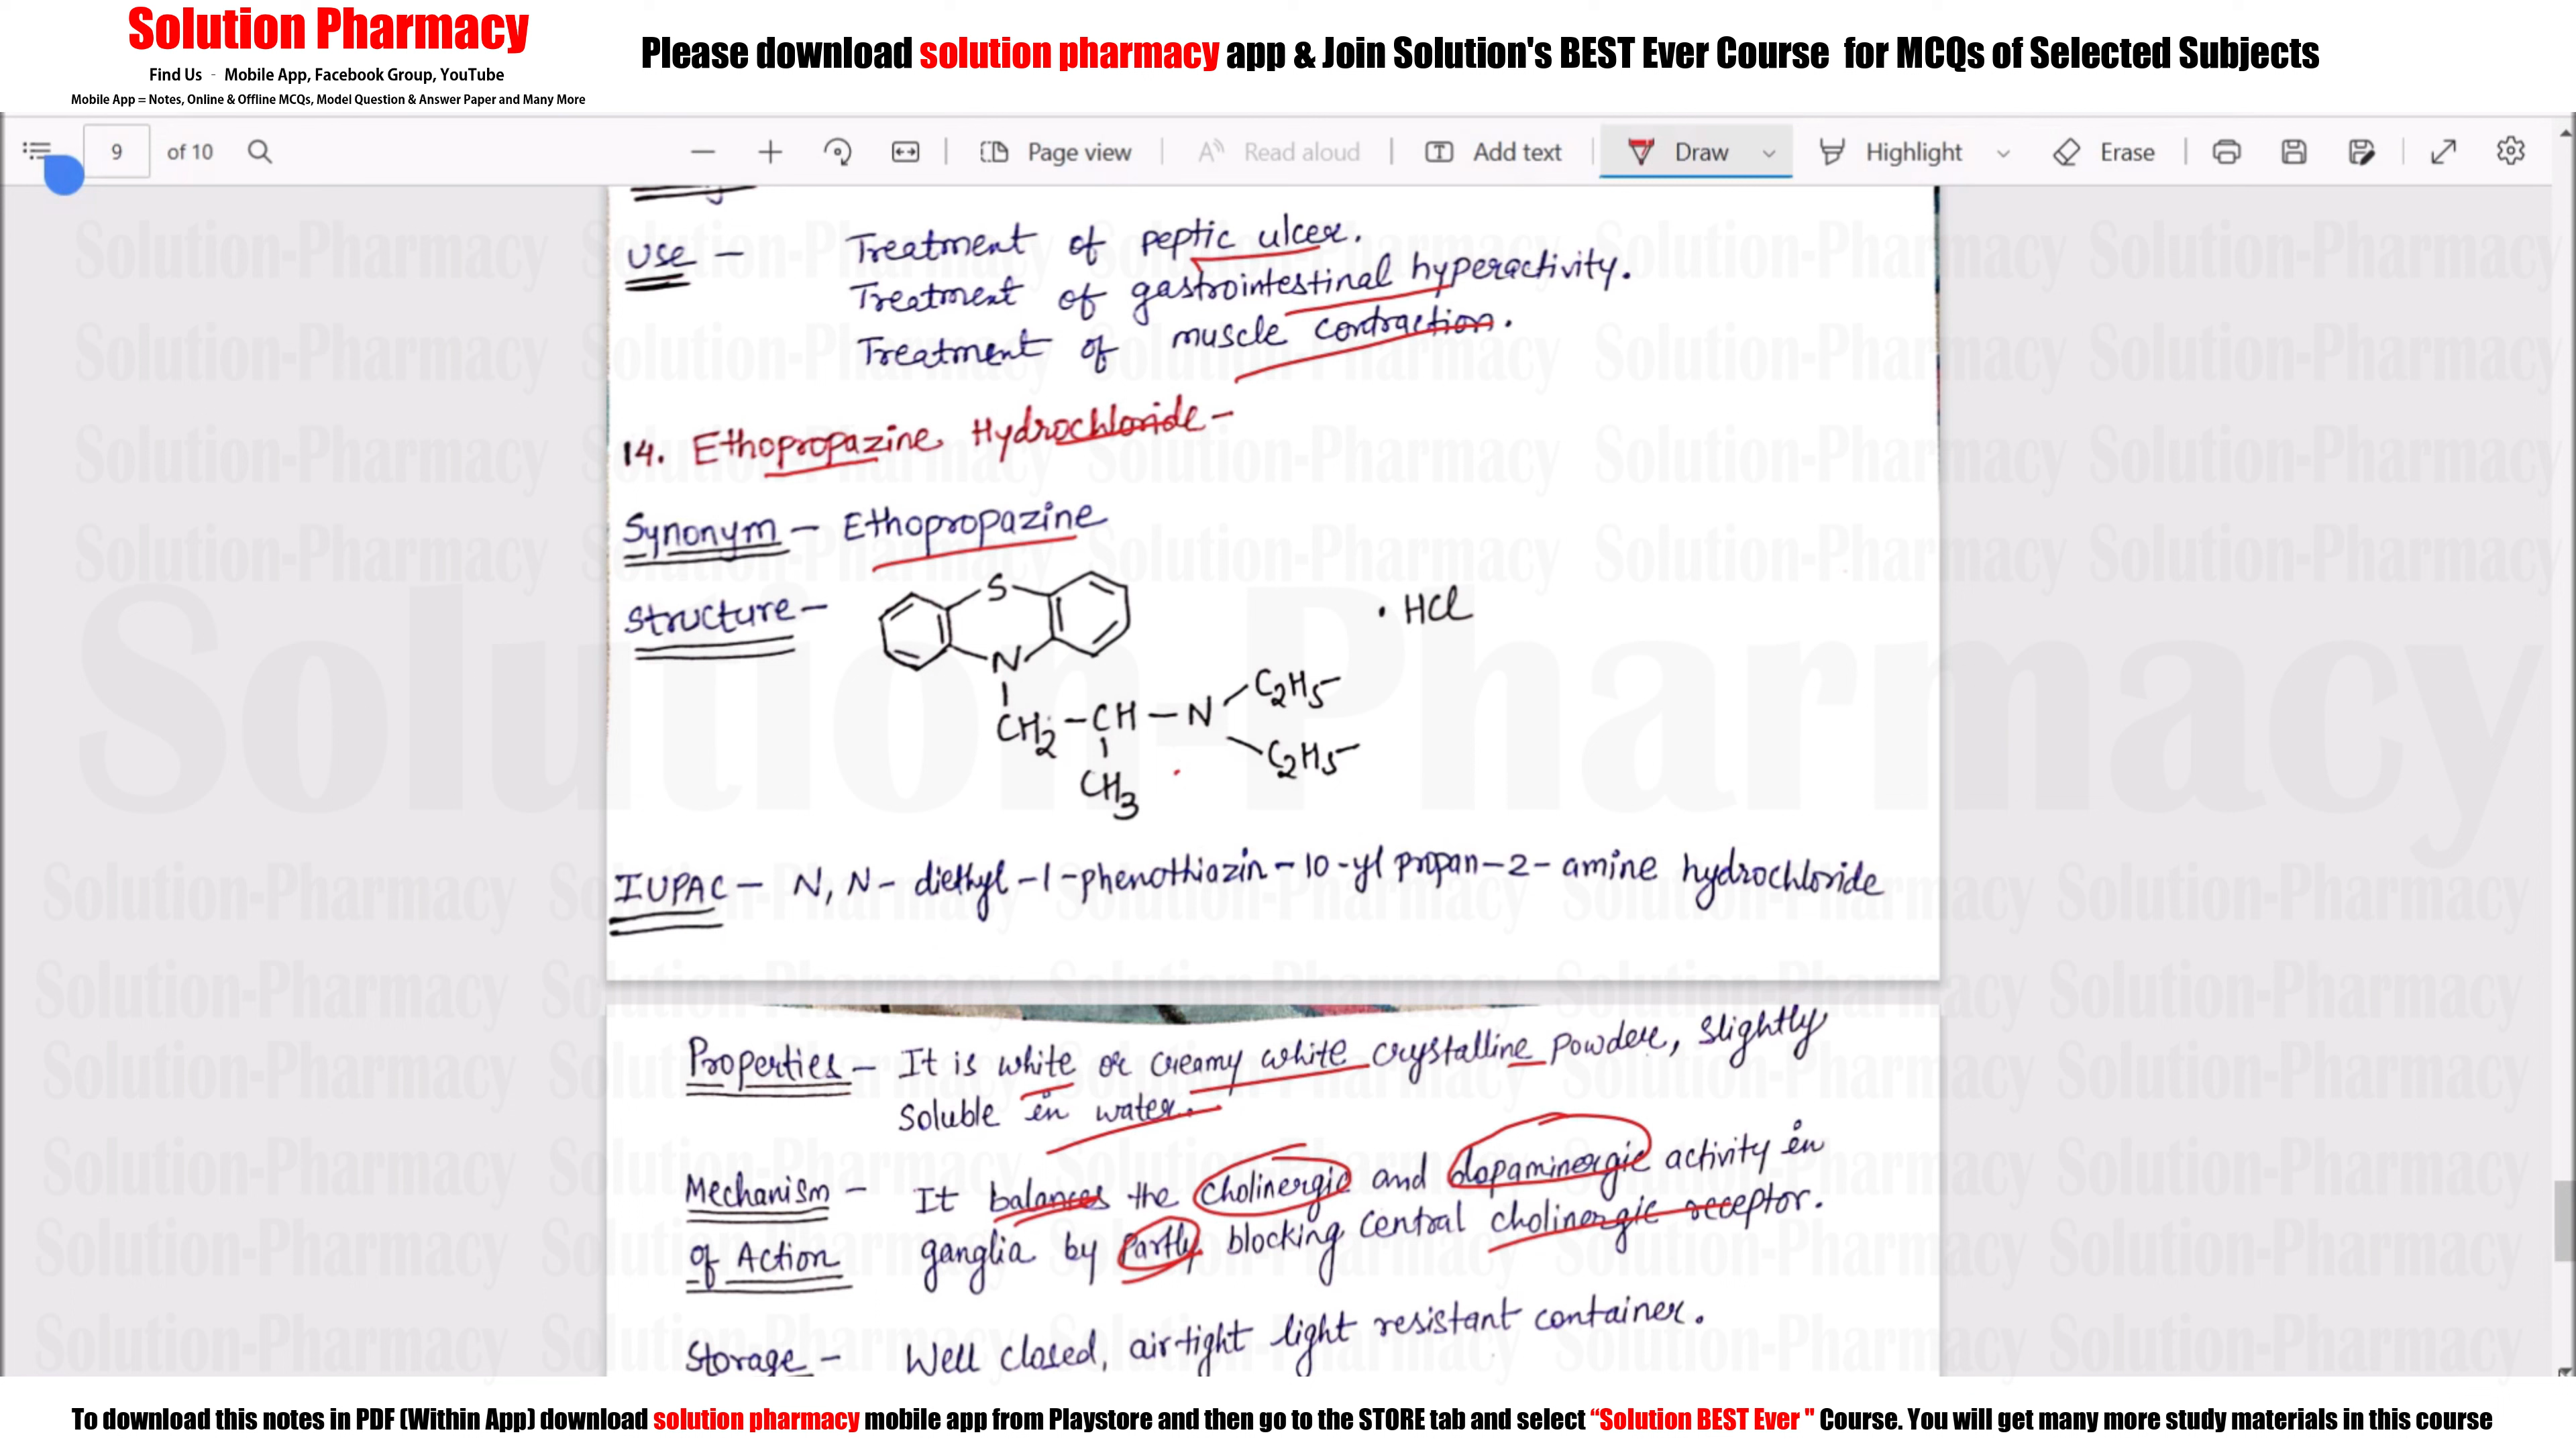 Solution Pharmacy
Find Us - Mobile App, Facebook Group, YouTube
Mobile App = Notes, Online & Offline MCQs, Model Question & Answer Paper and Many More
Please download solution pharmacy app & Join Solution's BEST Ever Course for MCQs of Selected Subjects
9 of 10 Page view Read aloud Add text Draw Highlight Erase
Use - Treatment of peptic ulcer.
Treatment of gastrointestinal hyperactivity.
Treatment of muscle contraction.
14. Ethopropazine Hydrochloride -
Synonym - Ethopropazine
Structure -
S
N
. HCl
CH2 - CH - N
C2H5
C2H5
CH3
IUPAC - N, N - diethyl - 1 - phenothiazin - 10 - yl propan - 2 - amine hydrochloride
Properties - It is white or creamy white crystalline powder, slightly
soluble in water.
Mechanism of Action - It balances the cholinergic and dopaminergic activity in
ganglia by partly blocking central cholinergic receptor.
Storage - Well closed, airtight light resistant container.
Solution-Pharmacy
To download this notes in PDF (Within App) download solution pharmacy mobile app from Playstore and then go to the STORE tab and select “Solution BEST Ever " Course. You will get many more study materials in this course